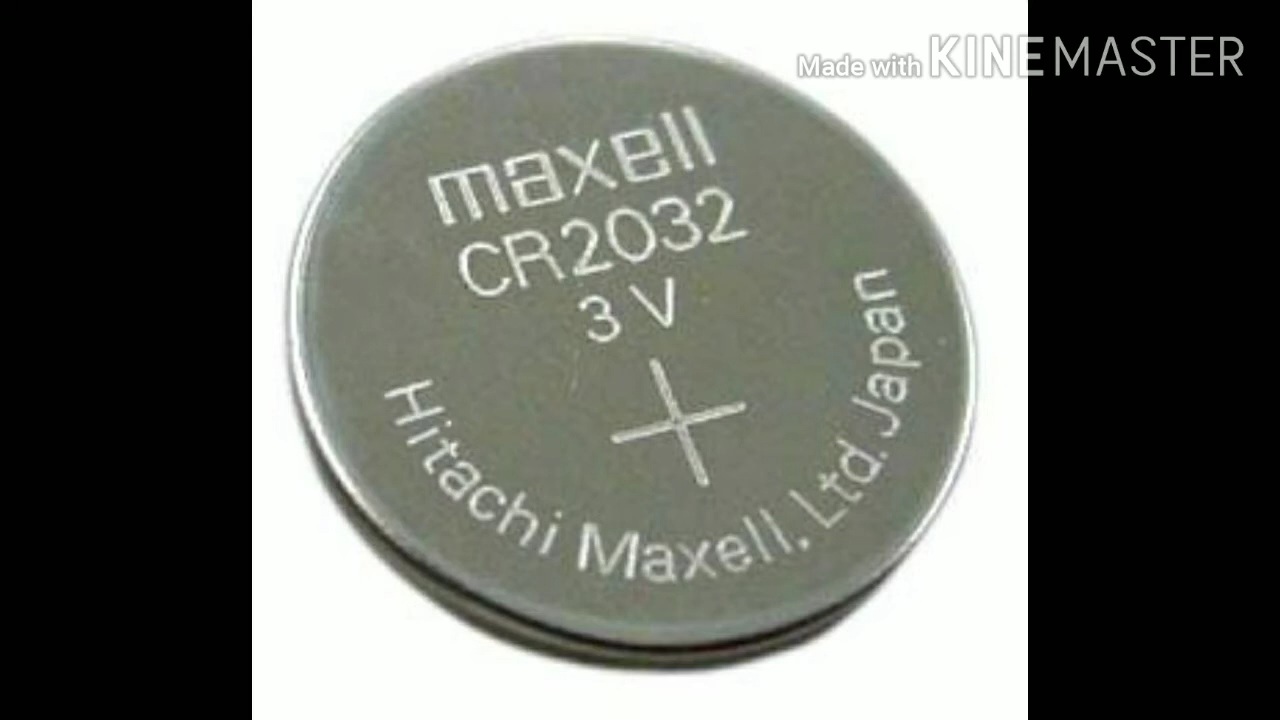 Made with KINEMASTER
maxell
CR2032
3 V
+
Hitachi Maxell, Ltd. Japan